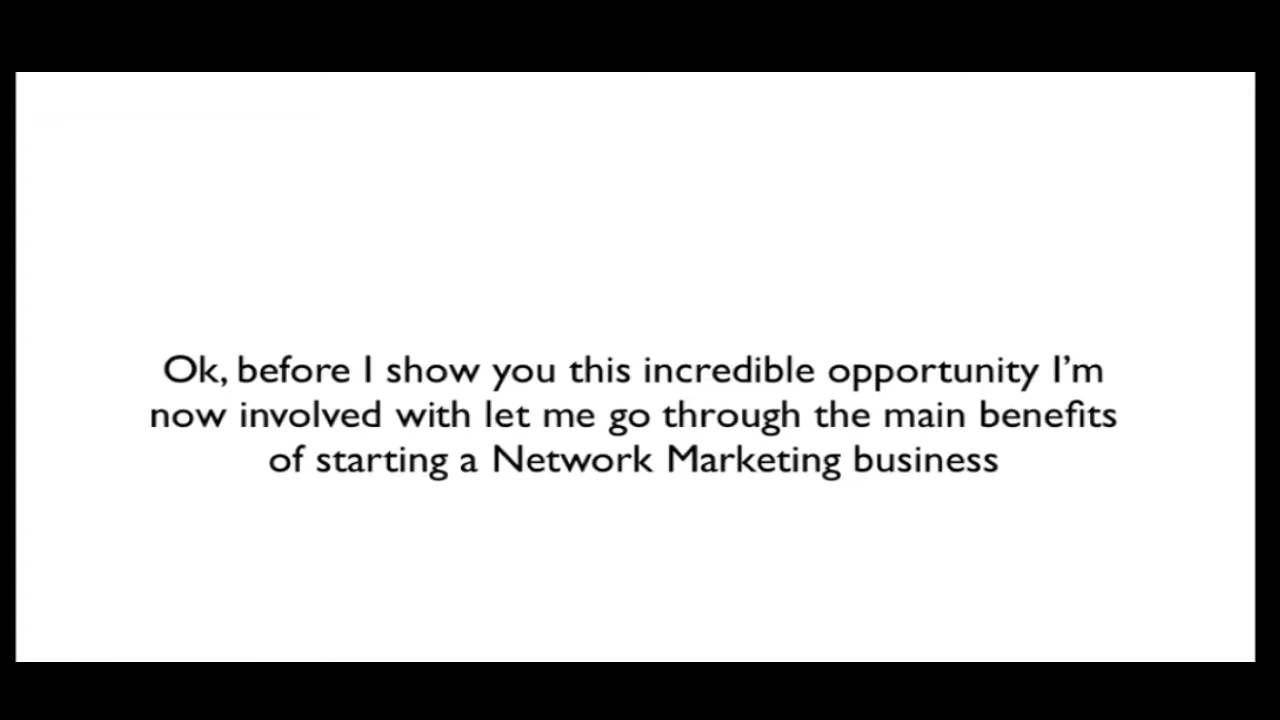 Ok, before I show you this incredible opportunity I'm
now involved with let me go through the main benefits
of starting a Network Marketing business